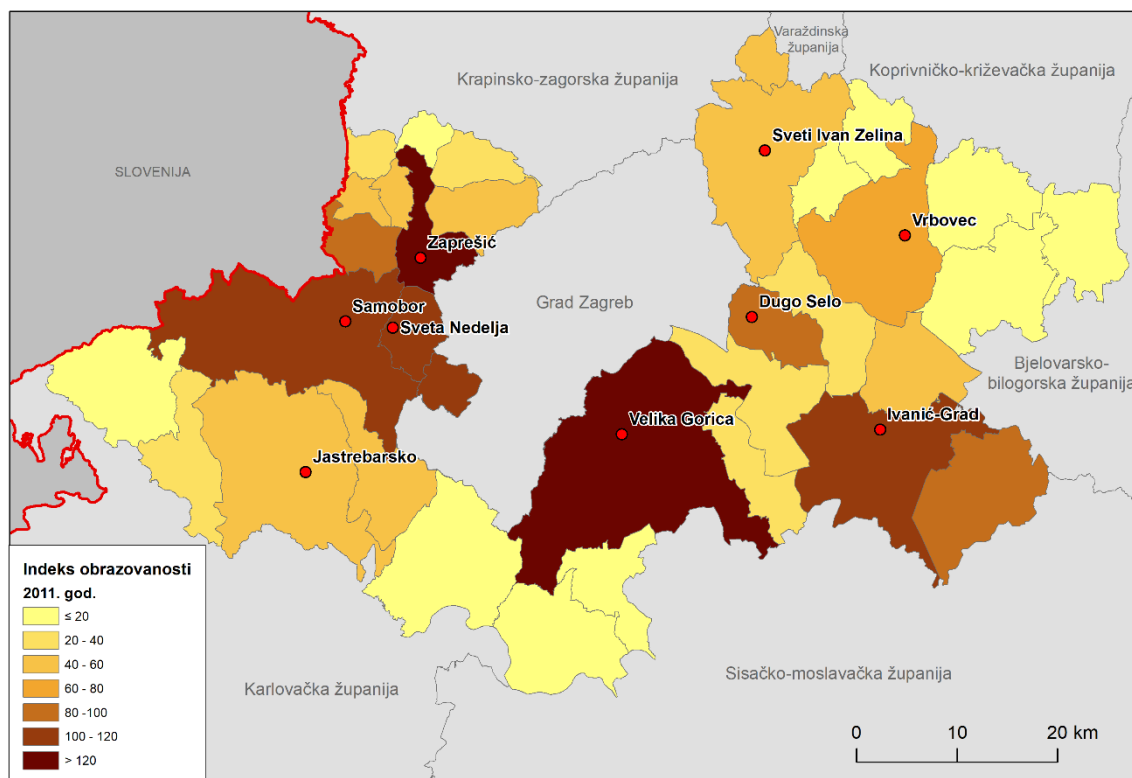 Varaždinska
županija
Koprivničko-križevačka županija
Krapinsko-zagorska županija
Sveti Ivan Zelina
SLOVENIJA
Vrbovec
Zaprešić
Grad Zagreb
Dugo Selo
Samobor
Sveta Nedelja
Bjelovarsko-
bilogorska županija
Velika Gorica
Ivanić-Grad
Jastrebarsko
Indeks obrazovanosti
2011. god.
≤ 20
20 - 40
40 - 60
60 - 80
80 -100
100 - 120
> 120
Karlovačka županija
Sisačko-moslavačka županija
0 10 20 km